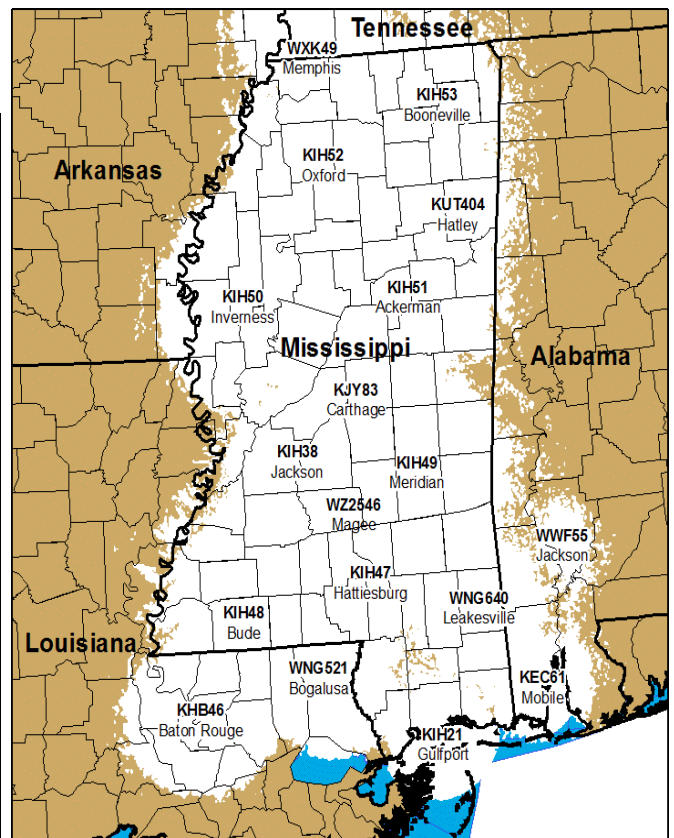 Tennessee
WXK49
Memphis
KIH53
Booneville
Arkansas
KIH52
Oxford
KUT404
Hatley
KIH50
Inverness
KIH51
Ackerman
Mississippi
Alabama
KJY83
Carthage
KIH38
Jackson
KIH49
Meridian
WZ2546
Magee
WWF55
Jackson
KIH47
Hattiesburg
WNG640
Leakesville
KIH48
Bude
Louisiana
WNG521
Bogalusa
KEC61
Mobile
KHB46
Baton Rouge
KIH21
Gulfport